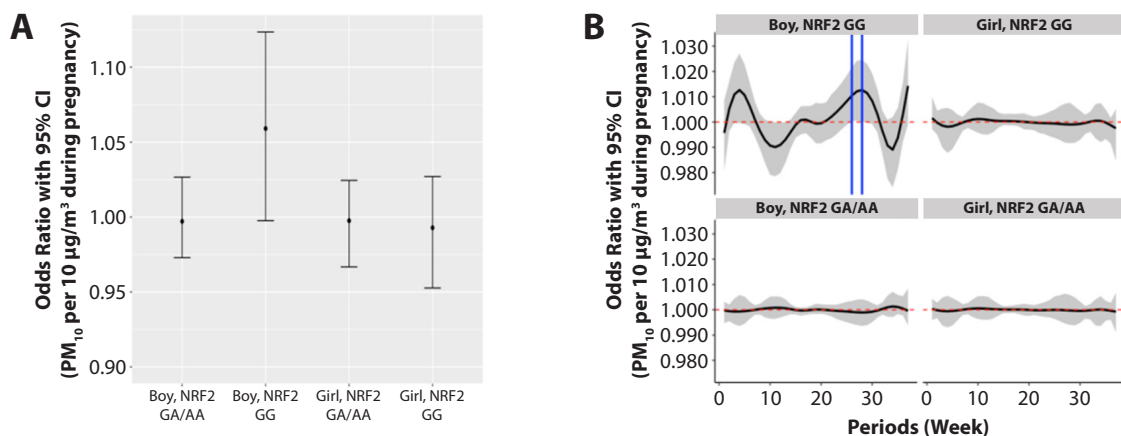 A
Odds Ratio with 95% CI
(PM₁₀ per 10 µg/m³ during pregnancy)
1.10
1.05
1.00
0.95
0.90
Boy, NRF2
GA/AA
Boy, NRF2
GG
Girl, NRF2
GA/AA
Girl, NRF2
GG
B
Odds Ratio with 95% CI
(PM₁₀ per 10 µg/m³ during pregnancy)
Boy, NRF2 GG
Girl, NRF2 GG
1.030
1.020
1.010
1.000
0.990
0.980
Boy, NRF2 GA/AA
Girl, NRF2 GA/AA
1.030
1.020
1.010
1.000
0.990
0.980
0 10 20 30 0 10 20 30
Periods (Week)